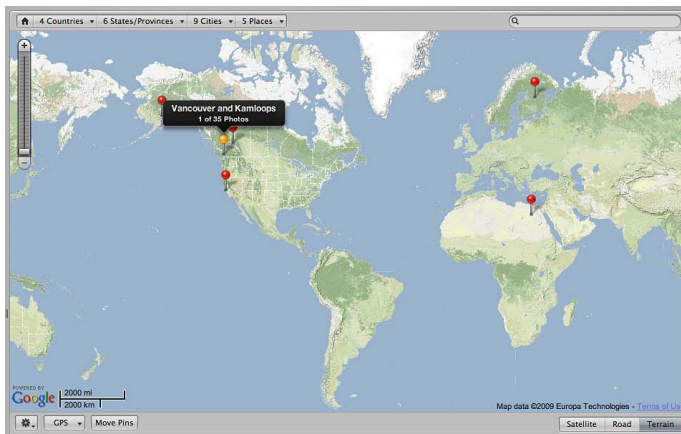 4 Countries
6 States/Provinces
9 Cities
5 Places
Vancouver and Kamloops
1 of 35 Photos
POWERED BY
Google
2000 mi
2000 km
Map data ©2009 Europa Technologies - Terms of Us
GPS
Move Pins
Satellite
Road
Terrain